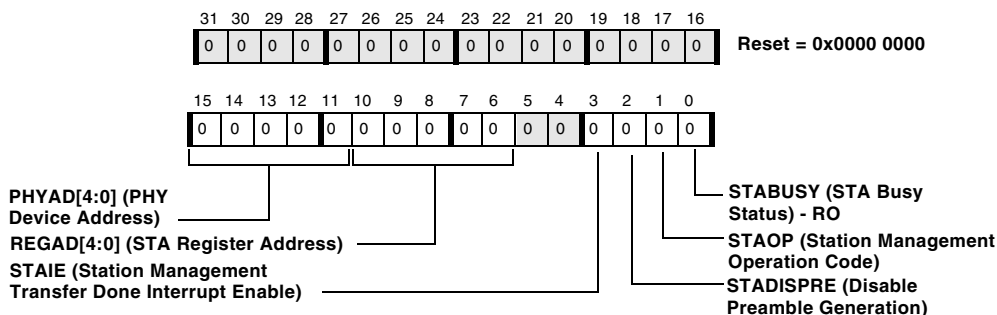 31 30 29 28 27 26 25 24 23 22 21 20 19 18 17 16
0 0 0 0 0 0 0 0 0 0 0 0 0 0 0 0 Reset = 0x0000 0000
15 14 13 12 11 10 9 8 7 6 5 4 3 2 1 0
0 0 0 0 0 0 0 0 0 0 0 0 0 0 0 0
PHYAD[4:0] (PHY
Device Address)
REGAD[4:0] (STA Register Address)
STAIE (Station Management
Transfer Done Interrupt Enable)
STABUSY (STA Busy
Status) - RO
STAOP (Station Management
Operation Code)
STADISPRE (Disable
Preamble Generation)